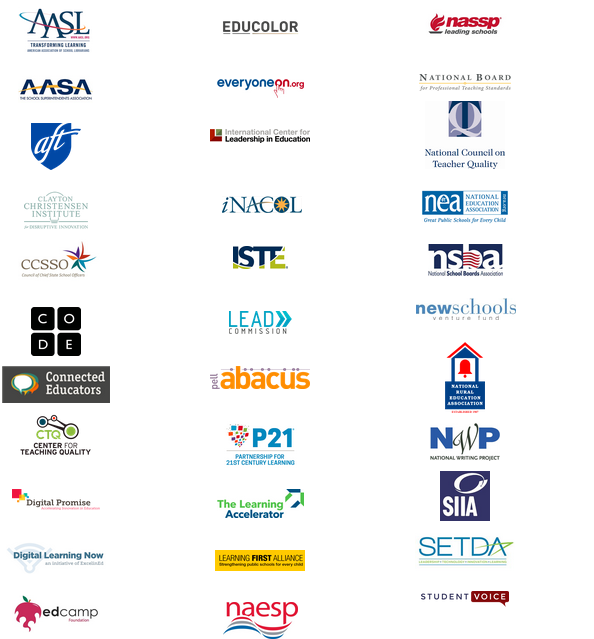 AASL
WWW.AASL.ORG
TRANSFORMING LEARNING
AMERICAN ASSOCIATION OF SCHOOL LIBRARIANS
AASA
THE SCHOOL SUPERINTENDENTS ASSOCIATION
aft
CLAYTON
CHRISTENSEN
INSTITUTE
for DISRUPTIVE INNOVATION
CCSSO
Council of Chief State School Officers
C O
D E
Connected
Educators
CTQ
CENTER FOR
TEACHING QUALITY
Digital Promise
Accelerating Innovation in Education
Digital Learning Now
an initiative of ExcelinEd
edcamp
Foundation
EDUCOLOR
everyoneon.org
International Center for
Leadership in Education
iNACOL
ISTE
LEAD
COMMISSION
pell
abacus
P21
PARTNERSHIP FOR
21ST CENTURY LEARNING
The Learning
Accelerator
LEARNING FIRST ALLIANCE
Strengthening public schools for every child
naesp
nassp
leading schools
NATIONAL BOARD
for Professional Teaching Standards
Q
National Council on
Teacher Quality
nea
NATIONAL
EDUCATION
ASSOCIATION
Great Public Schools for Every Child
nsba
National School Boards Association
newschools
venture fund
NATIONAL
RURAL
EDUCATION
ASSOCIATION
NWP
NATIONAL WRITING PROJECT
SIIA
SETDA
STUDENT VOICE